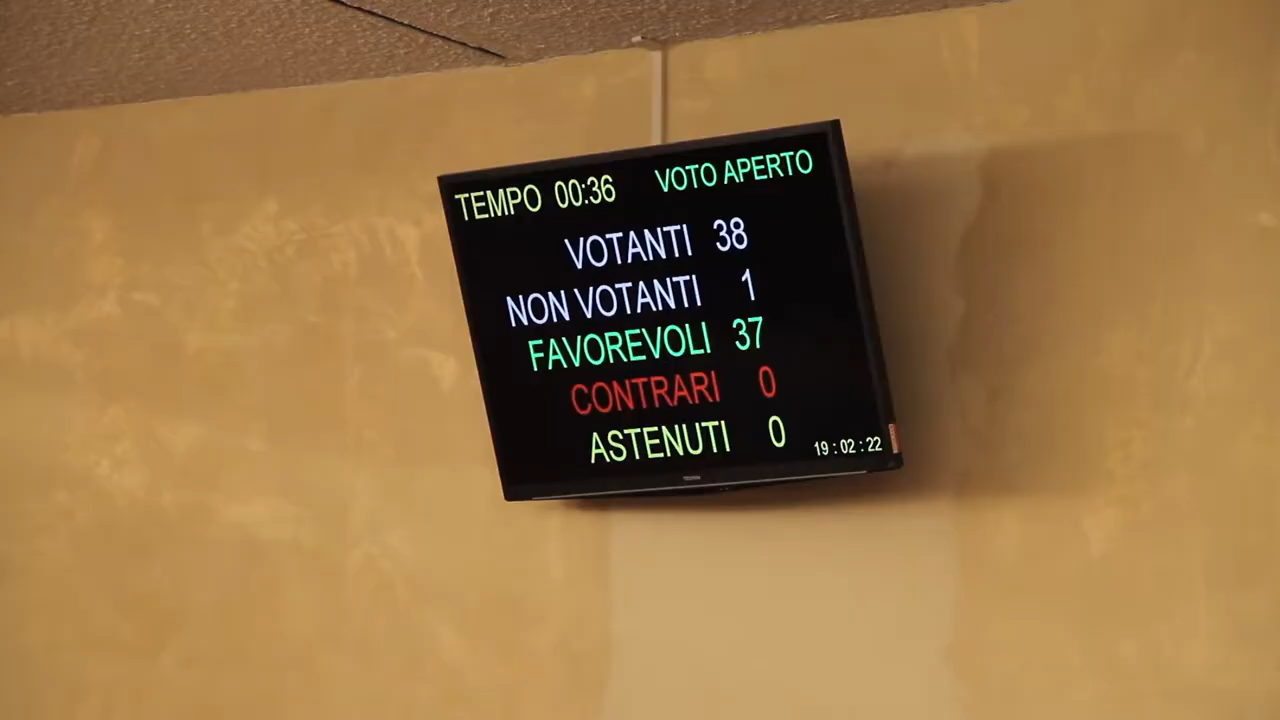 TEMPO 00:36 VOTO APERTO
VOTANTI 38
NON VOTANTI 1
FAVOREVOLI 37
CONTRARI 0
ASTENUTI 0
19 : 02 : 22